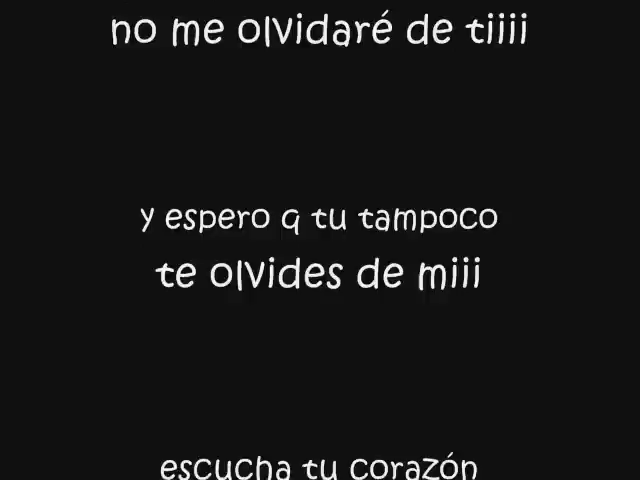 no me olvidaré de tiiii
y espero q tu tampoco
te olvides de miii
escucha tu corazón